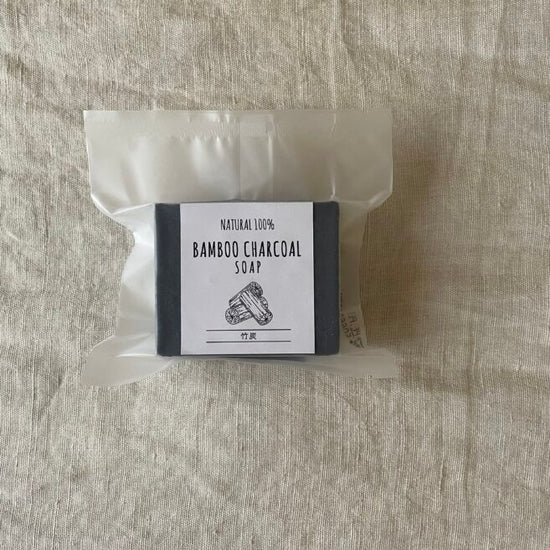 NATURAL 100%
BAMBOO CHARCOAL
SOAP
竹炭